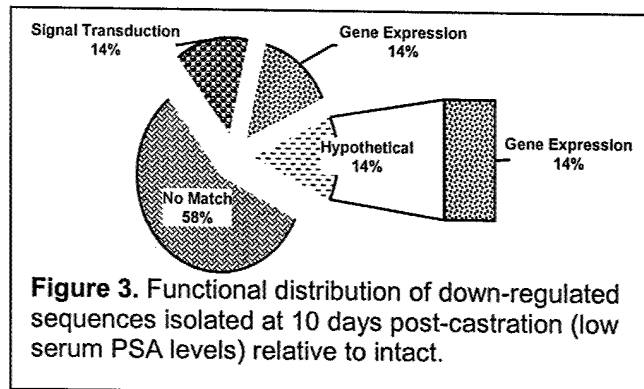 Signal Transduction
14%
Gene Expression
14%
Hypothetical
14%
Gene Expression
14%
No Match
58%
Figure 3. Functional distribution of down-regulated
sequences isolated at 10 days post-castration (low
serum PSA levels) relative to intact.